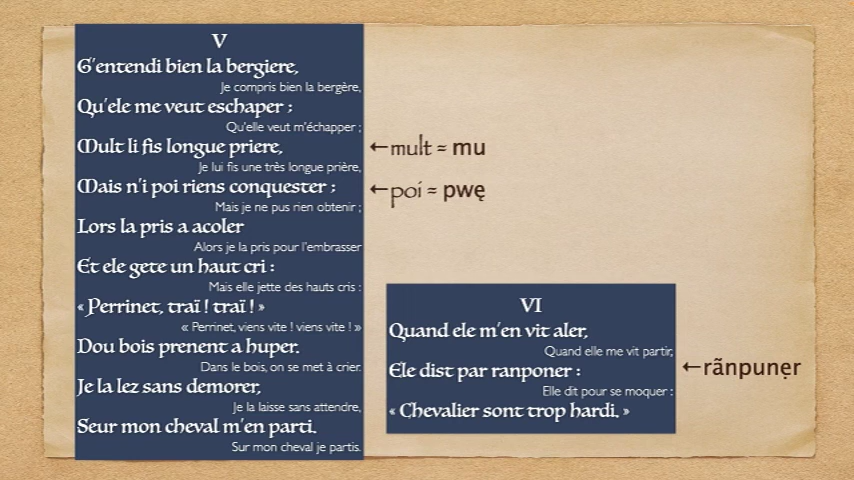 V
G'entendi bien la bergiere,
Je compris bien la bergère,
Qu'ele me veut eschaper :
Qu'elle veut m'échapper ;
Mult li fis longue priere,
←mult = mu
Je lui fis une très longue prière,
Mais n'i poi riens conquester :
←poi = pwę
Mais je ne pus rien obtenir ;
Lors la pris a acoler
Alors je la pris pour l'embrasser
Et ele gete un haut cri :
Mais elle jette des hauts cris :
« Perrinet, traï ! traï ! »
« Perrinet, viens vite ! viens vite ! »
Dou bois prenent a huper.
Dans le bois, on se met à crier.
Je la lez sans demorer,
Je la laisse sans attendre,
Seur mon cheval m'en parti.
Sur mon cheval je partis.
VI
Quand ele m'en vit aler,
Quand elle me vit partir,
Ele dist par ranponer :
←rãnpunẹr
Elle dit pour se moquer :
« Chevalier sont trop hardi. »